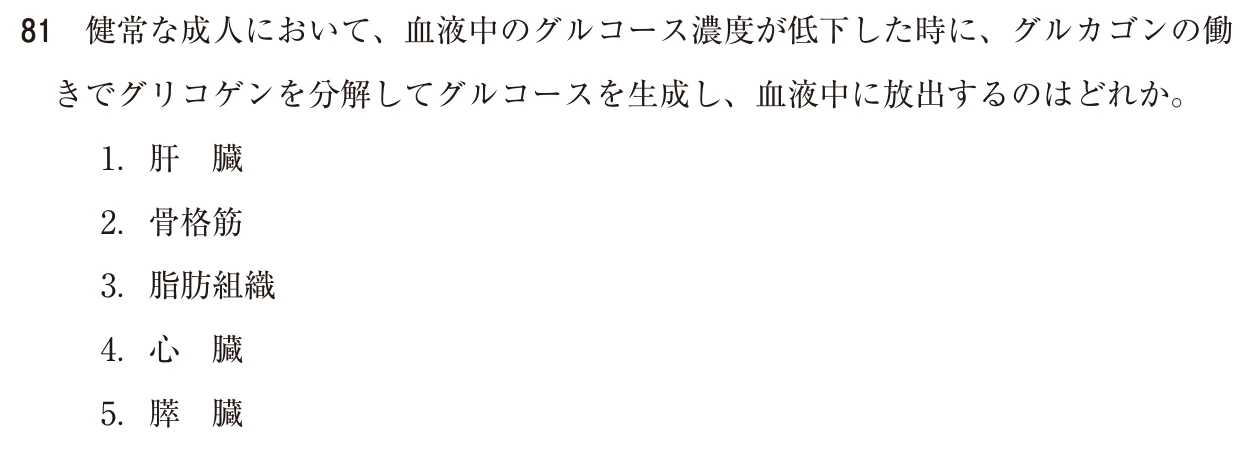 81　健常な成人において、血液中のグルコース濃度が低下した時に、グルカゴンの働
きでグリコゲンを分解してグルコースを生成し、血液中に放出するのはどれか。
1. 肝　臓
2. 骨格筋
3. 脂肪組織
4. 心　臓
5. 膵　臓